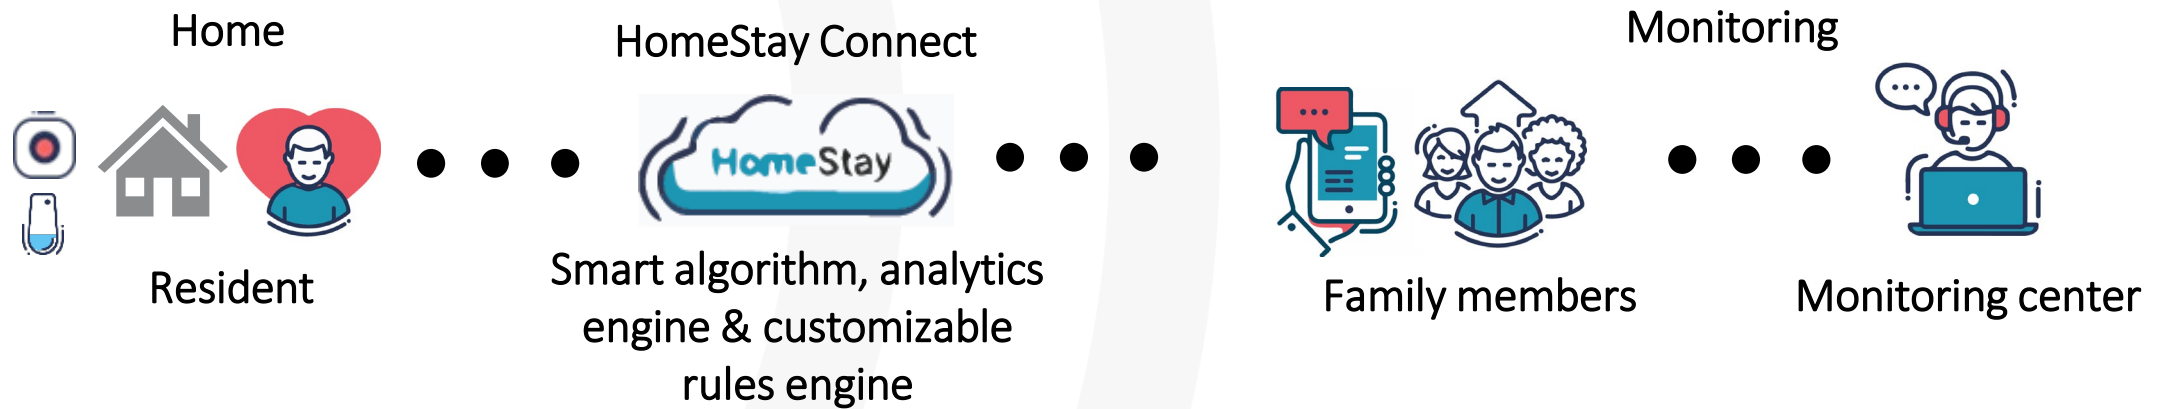 Home
Resident
HomeStay Connect
HomeStay
Smart algorithm, analytics
engine & customizable
rules engine
Monitoring
Family members
Monitoring center